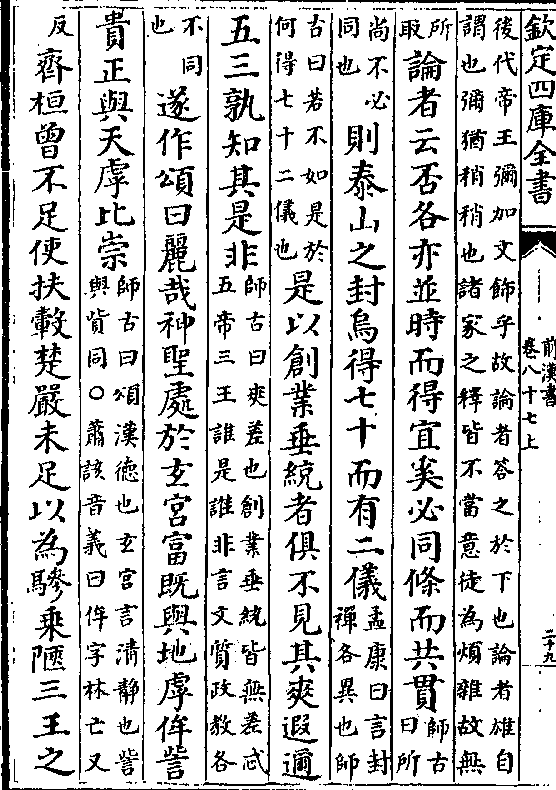 欽定四庫全書
前漢書
卷八十七上
二十九
後代帝王彌加文飾乎故論者答之於下也論者雄自
謂也彌猶稍稍也諸家之釋皆不當意徒為煩雜故無
所取論者云否各亦並時而得宜奚必同條而共貫師古曰所
尚不必同也則泰山之封烏得七十而有二儀孟康曰言封禪各異也師
古曰若不如是於何得七十二儀也是以創業垂統者俱不見其爽遐邇
五三孰知其是非師古曰爽差也創業垂統皆無差忒五帝三王誰是誰非言文質政教各
不同也遂作頌曰麗哉神聖處於玄宮富既與地虖侔訾
貴正與天虖比崇師古曰頌漢德也玄宮言清静也訾與貲同○蕭該音義曰侔字林亡又
反齊桓曾不足使扶轂楚嚴未足以為驂乘陿三王之